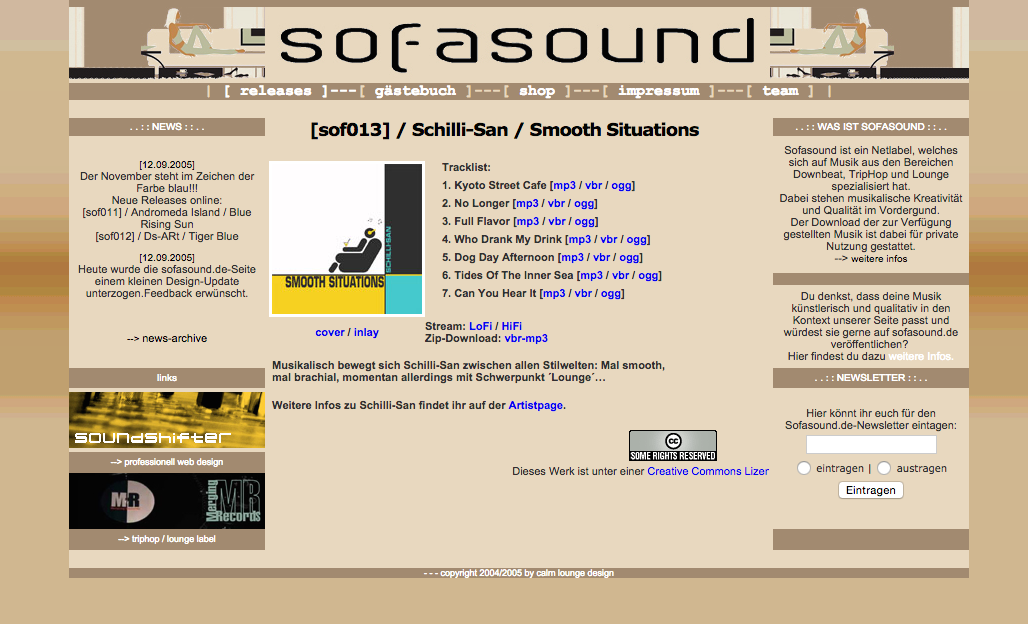 sofasound
| [ releases ]---[ gästebuch ]---[ shop ]---[ impressum ]---[ team ] |
. . : : NEWS : : . .
[12.09.2005]
Der November steht im Zeichen der
Farbe blau!!!
Neue Releases online:
[sof011] / Andromeda Island / Blue
Rising Sun
[sof012] / Ds-ARt / Tiger Blue
[12.09.2005]
Heute wurde die sofasound.de-Seite
einem kleinen Design-Update
unterzogen.Feedback erwünscht.
--> news-archive
links
SOUNDSHIFTER
--> professionell web design
M R
Merging
MR
Records
--> triphop / lounge label
[sof013] / Schilli-San / Smooth Situations
SCHILLI-SAN
SMOOTH SITUATIONS
cover / inlay
Tracklist:
1. Kyoto Street Cafe [mp3 / vbr / ogg]
2. No Longer [mp3 / vbr / ogg]
3. Full Flavor [mp3 / vbr / ogg]
4. Who Drank My Drink [mp3 / vbr / ogg]
5. Dog Day Afternoon [mp3 / vbr / ogg]
6. Tides Of The Inner Sea [mp3 / vbr / ogg]
7. Can You Hear It [mp3 / vbr / ogg]
Stream: LoFi / HiFi
Zip-Download: vbr-mp3
Musikalisch bewegt sich Schilli-San zwischen allen Stilwelten: Mal smooth,
mal brachial, momentan allerdings mit Schwerpunkt ´Lounge´...
Weitere Infos zu Schilli-San findet ihr auf der Artistpage.
cc
SOME RIGHTS RESERVED
Dieses Werk ist unter einer Creative Commons Lizer
. . : : WAS IST SOFASOUND : : . .
Sofasound ist ein Netlabel, welches
sich auf Musik aus den Bereichen
Downbeat, TripHop und Lounge
spezialisiert hat.
Dabei stehen musikalische Kreativität
und Qualität im Vordergund.
Der Download der zur Verfügung
gestellten Musik ist dabei für private
Nutzung gestattet.
--> weitere infos
Du denkst, dass deine Musik
künstlerisch und qualitativ in den
Kontext unserer Seite passt und
würdest sie gerne auf sofasound.de
veröffentlichen?
Hier findest du dazu weitere Infos.
. . : : NEWSLETTER : : . .
Hier könnt ihr euch für den
Sofasound.de-Newsletter eintagen:
eintragen | austragen
Eintragen
- - - copyright 2004/2005 by calm lounge design